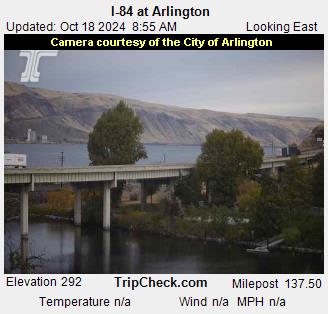 I-84 at Arlington
Updated: Oct 18 2024 8:55 AM Looking East
Camera courtesy of the City of Arlington
Elevation 292 TripCheck.com Milepost 137.50
Temperature n/a Wind n/a MPH n/a